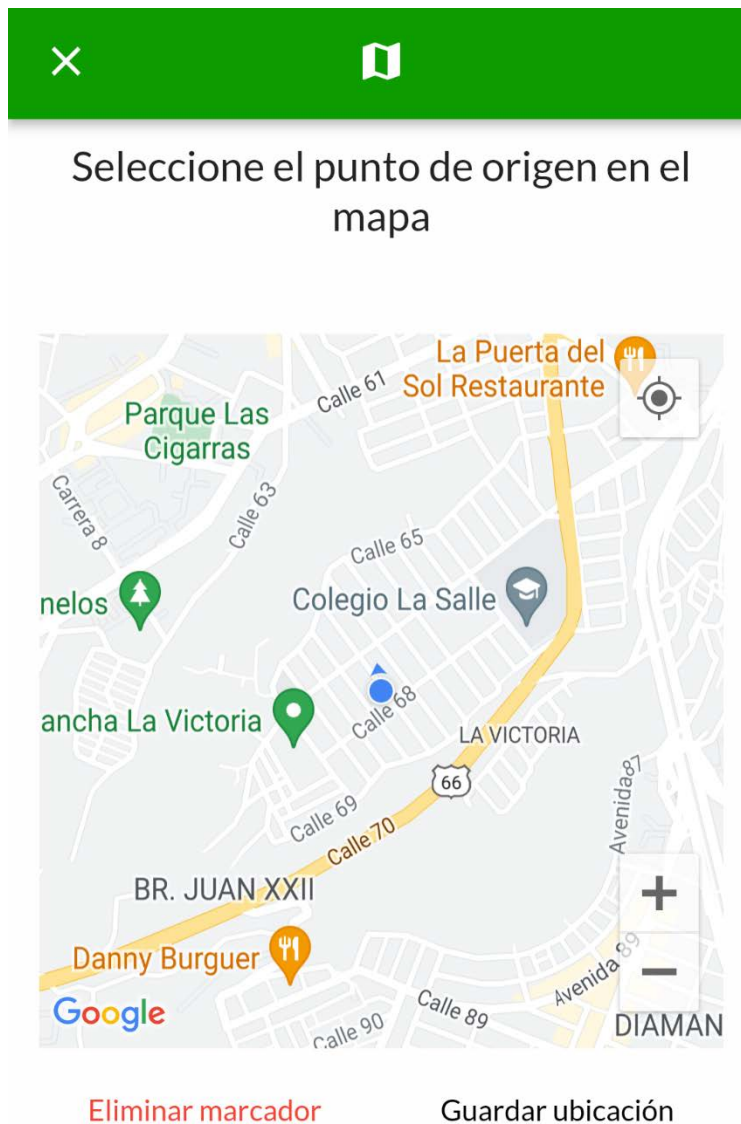 Seleccione el punto de origen en el
mapa
La Puerta del
Sol Restaurante
Calle 61
Parque Las
Cigarras
Carrera 8
Calle 63
Calle 65
nelos
Colegio La Salle
ancha La Victoria
Calle 68
LA VICTORIA
66
Avenida87
Calle 69
Calle 70
BR. JUAN XXII
+
Danny Burguer
Avenida 89
−
Google
Calle 89
Calle 90
DIAMAN
Eliminar marcador
Guardar ubicación